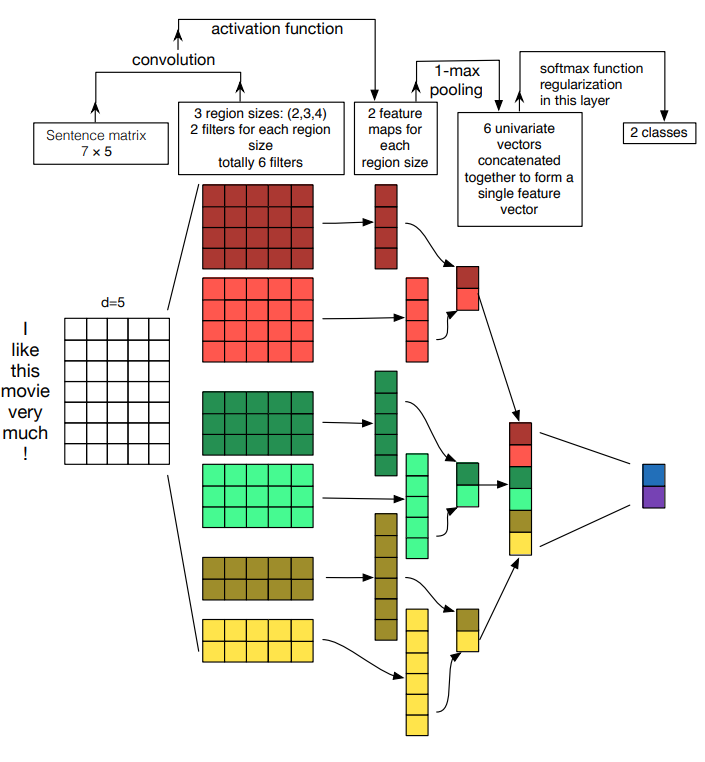 activation function
convolution
1-max
pooling
softmax function
regularization
in this layer
Sentence matrix
7 × 5
3 region sizes: (2,3,4)
2 filters for each region
size
totally 6 filters
2 feature
maps for
each
region size
6 univariate
vectors
concatenated
together to form a
single feature
vector
2 classes
d=5
I
like
this
movie
very
much
!